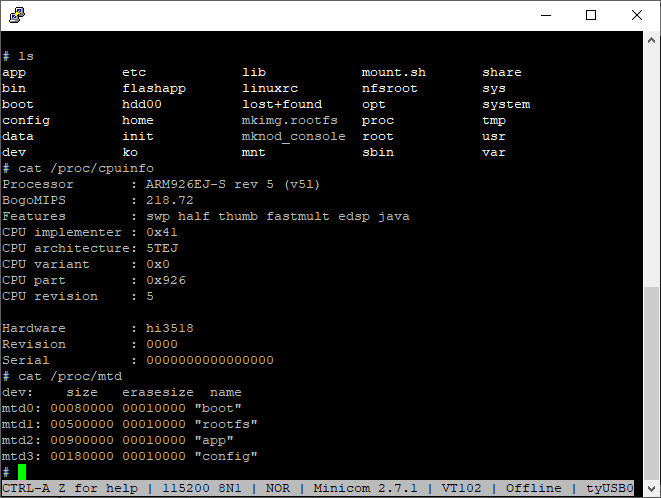 # ls
app            etc            lib            mount.sh       share
bin            flashapp       linuxrc        nfsroot        sys
boot           hdd00          lost+found     opt            system
config         home           mkimg.rootfs   proc           tmp
data           init           mknod_console  root           usr
dev            ko             mnt            sbin           var
# cat /proc/cpuinfo
Processor       : ARM926EJ-S rev 5 (v5l)
BogoMIPS        : 218.72
Features        : swp half thumb fastmult edsp java
CPU implementer : 0x41
CPU architecture: 5TEJ
CPU variant     : 0x0
CPU part        : 0x926
CPU revision    : 5

Hardware        : hi3518
Revision        : 0000
Serial          : 0000000000000000
# cat /proc/mtd
dev:    size   erasesize  name
mtd0: 00080000 00010000 "boot"
mtd1: 00500000 00010000 "rootfs"
mtd2: 00900000 00010000 "app"
mtd3: 00180000 00010000 "config"
#
CTRL-A Z for help | 115200 8N1 | NOR | Minicom 2.7.1 | VT102 | Offline | tyUSB0